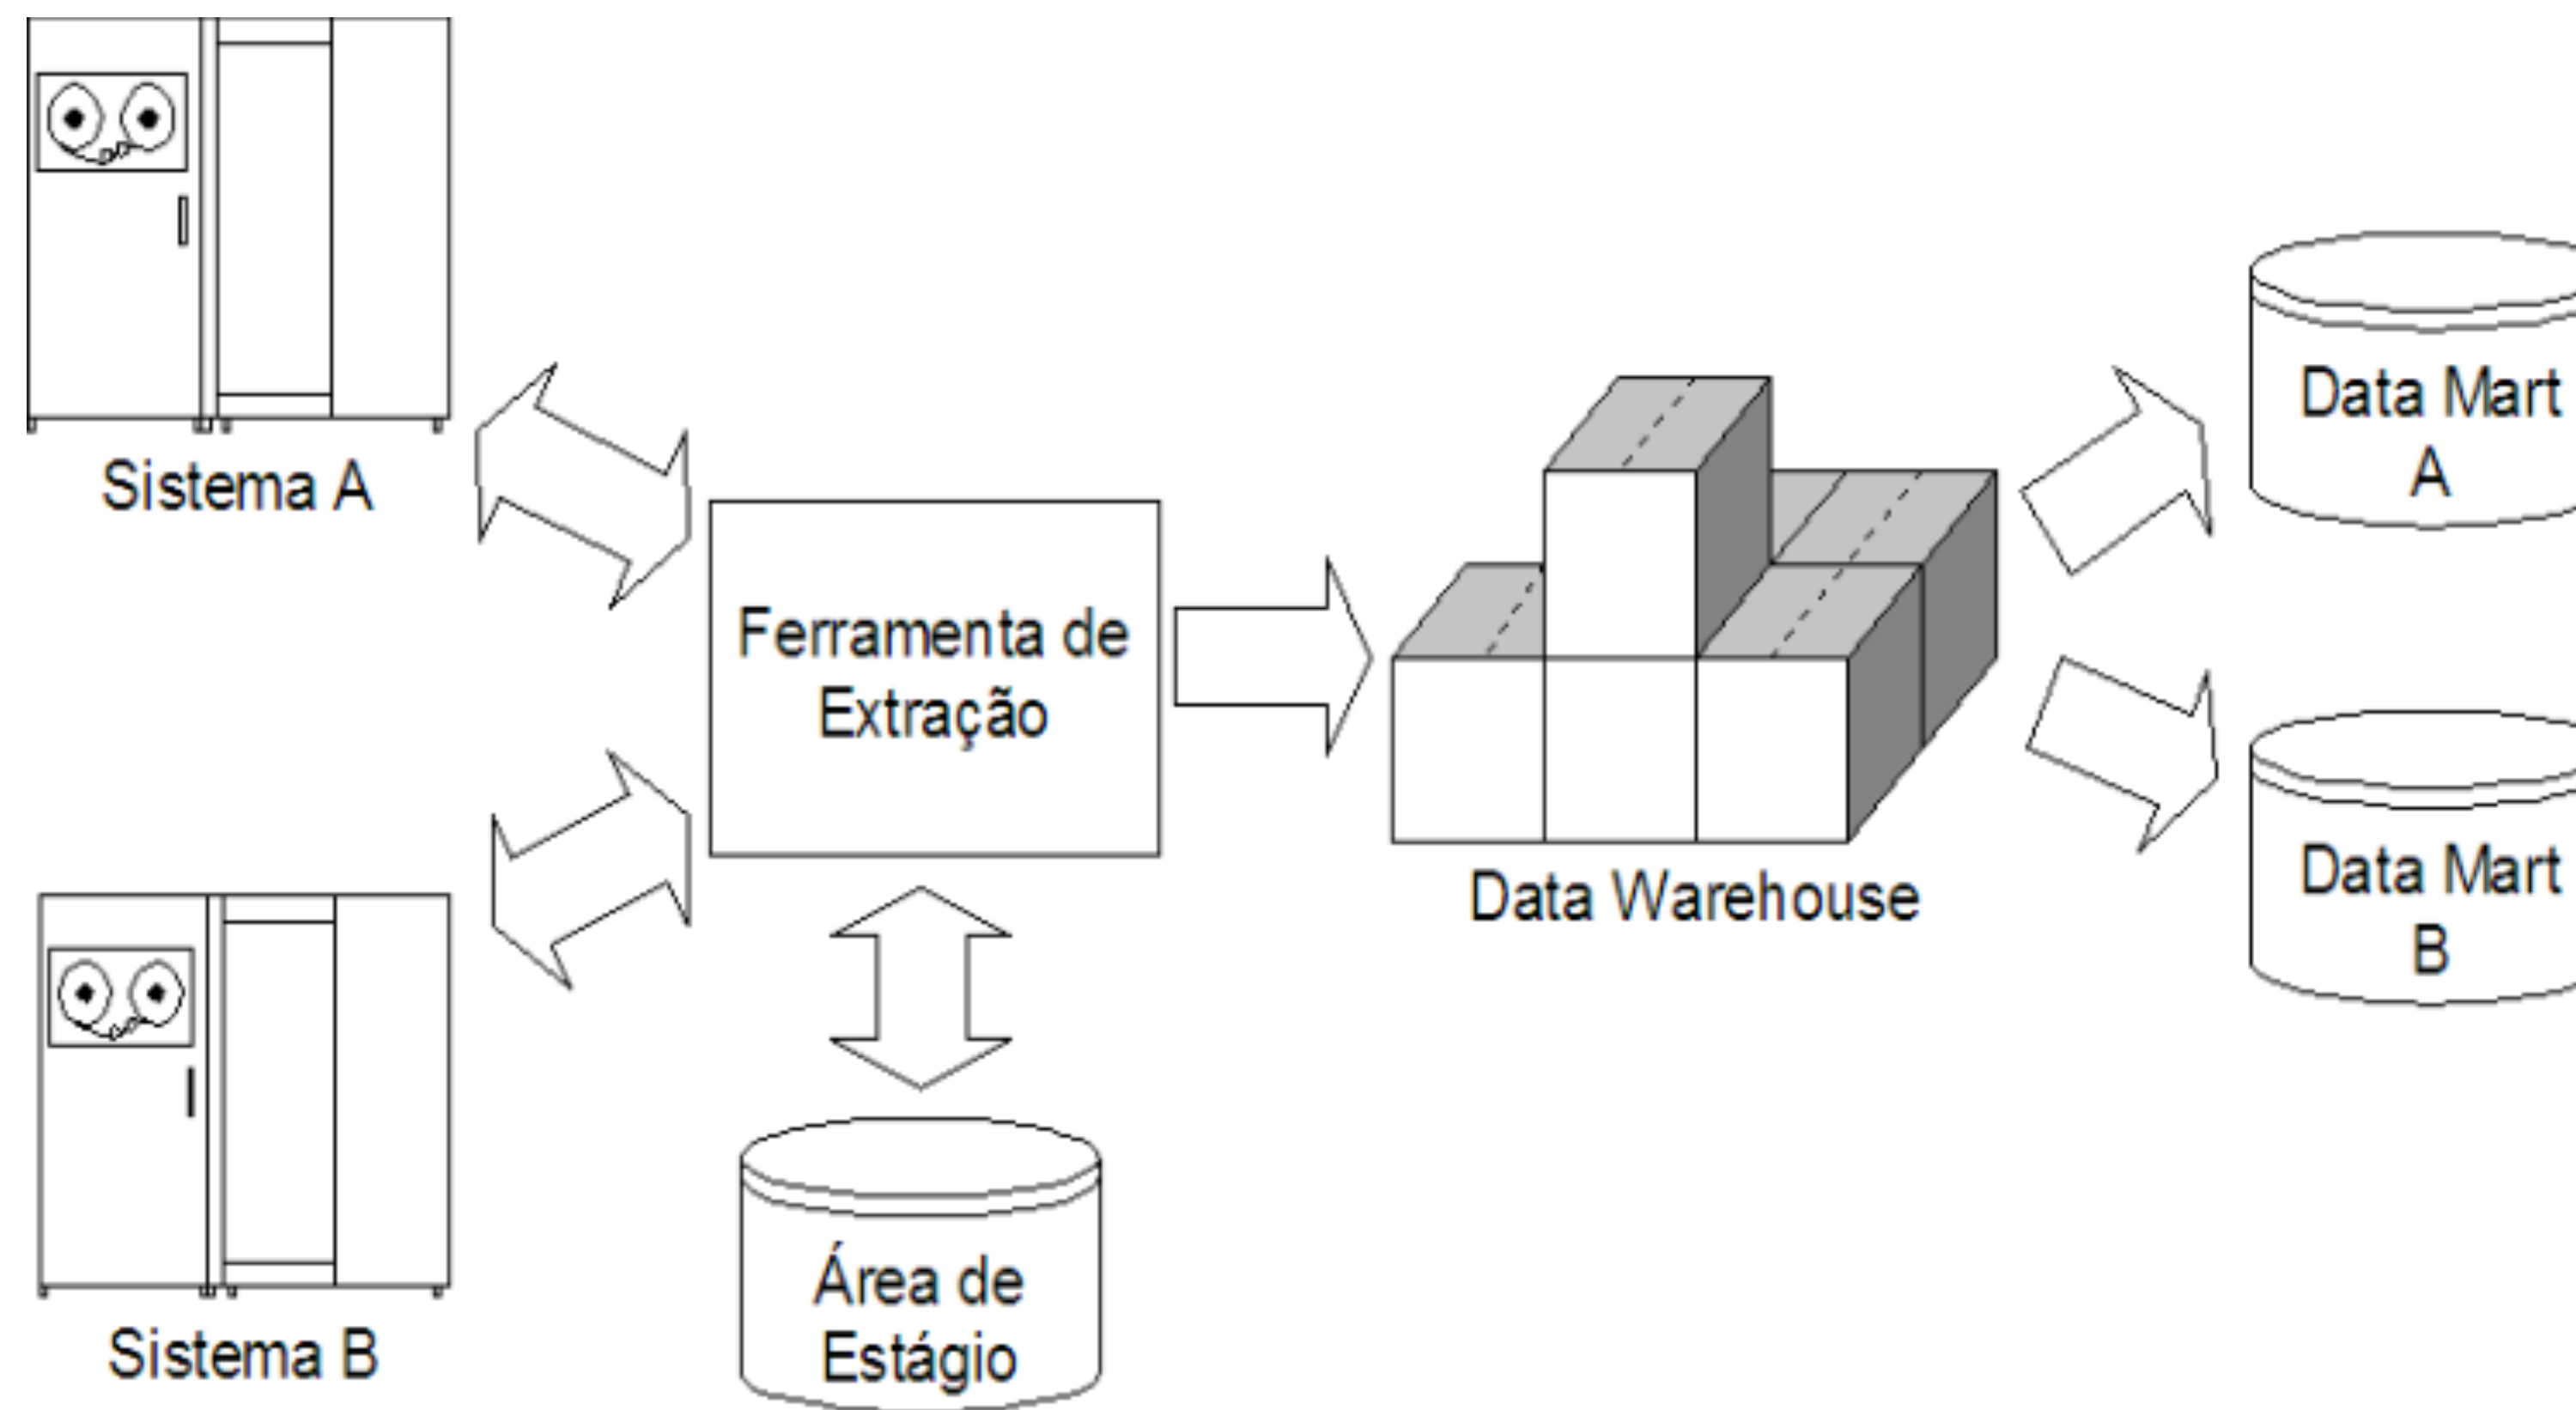 Sistema A
Ferramenta de
Extração
Data Warehouse
Data Mart
A
Data Mart
B
Sistema B
Área de
Estágio